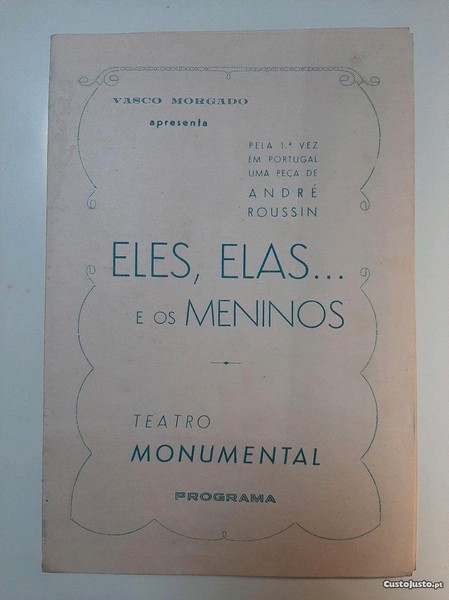 VASCO MORGADO
apresenta
PELA 1.ª VEZ
EM PORTUGAL
UMA PEÇA DE
ANDRÉ
ROUSSIN
ELES, ELAS...
E OS MENINOS
TEATRO
MONUMENTAL
PROGRAMA
CustoJusto.pt